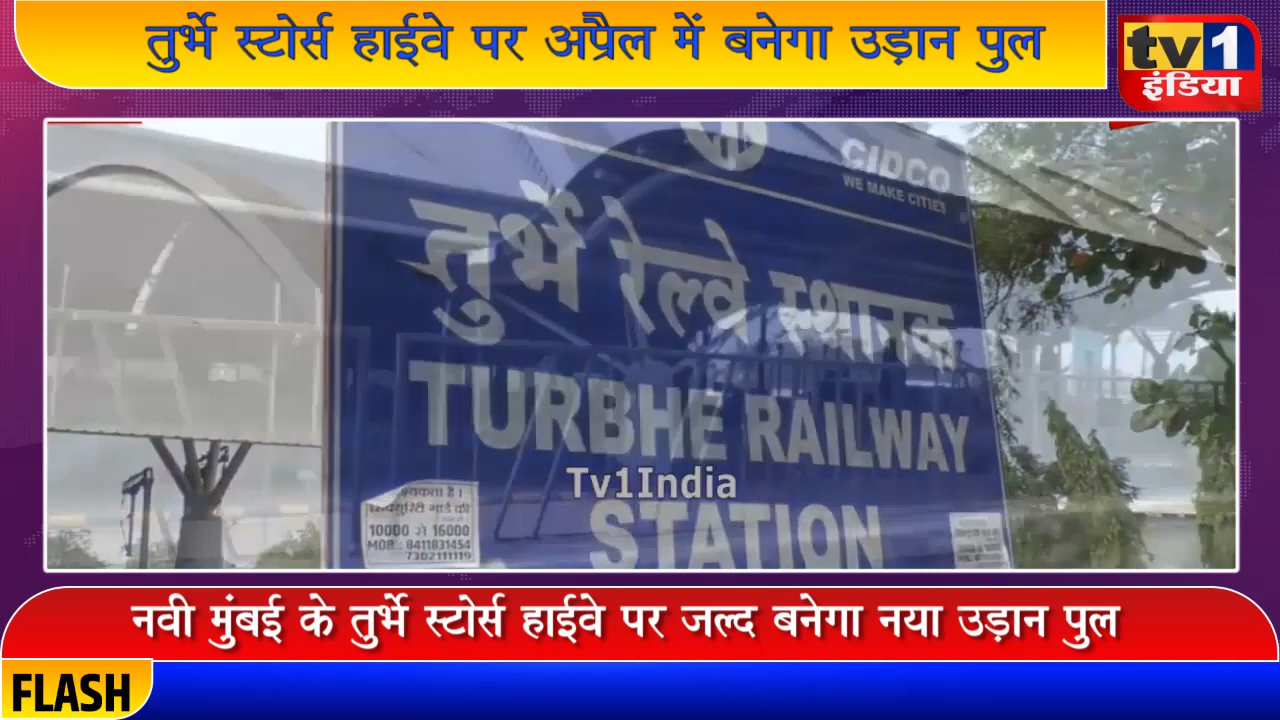 तुर्भे स्टोर्स हाईवे पर अप्रैल में बनेगा उड़ान पुल
tv1
इंडिया
CIDCO
WE MAKE CITIES
तुर्भे रेल्वे स्थानक
TURBHE RAILWAY
STATION
Tv1India
10000 से 16000
MOB.: 8411831454
7302111119
नवी मुंबई के तुर्भे स्टोर्स हाईवे पर जल्द बनेगा नया उड़ान पुल
FLASH